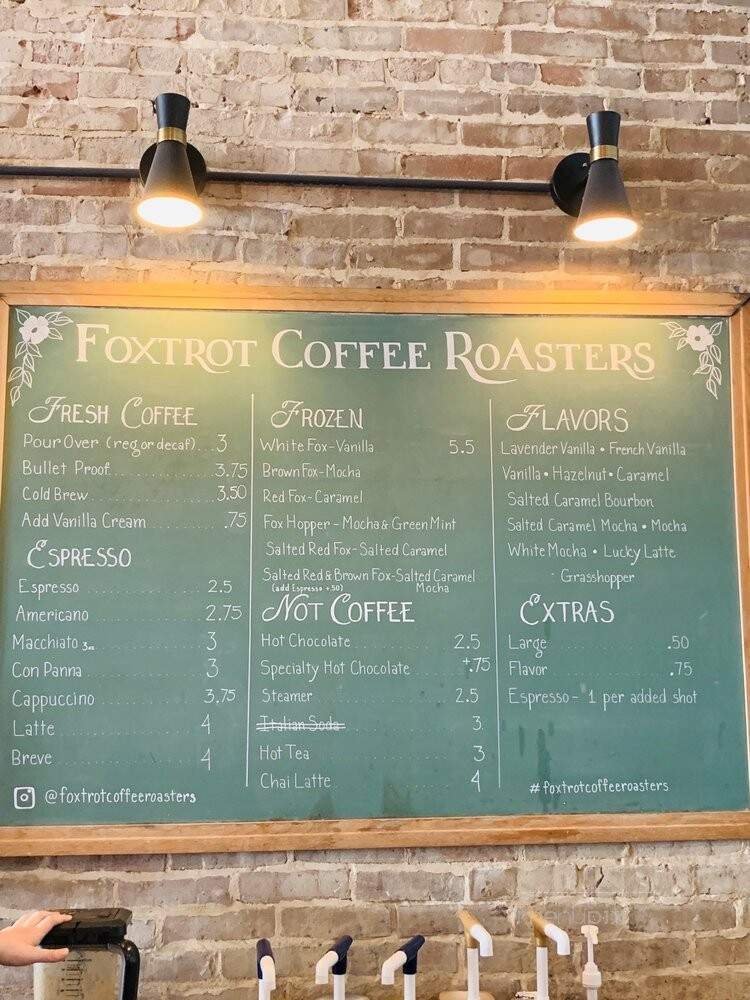 FOXTROT COFFEE ROASTERS
FRESH COFFEE
Pour Over (reg or decaf) 3
Bullet Proof 3.75
Cold Brew 3.50
Add Vanilla Cream .75
ESPRESSO
Espresso 2.5
Americano 2.75
Macchiato 3oz 3
Con Panna 3
Cappuccino 3.75
Latte 4
Breve 4
@foxtrotcoffeeroasters
FROZEN
White Fox-Vanilla 5.5
Brown Fox-Mocha
Red Fox-Caramel
Fox Hopper - Mocha & Green Mint
Salted Red Fox-Salted Caramel
Salted Red & Brown Fox-Salted Caramel
(add Espresso +.50) Mocha
NOT COFFEE
Hot Chocolate 2.5
Specialty Hot Chocolate +.75
Steamer 2.5
Italian Soda 3
Hot Tea 3
Chai Latte 4
FLAVORS
Lavender Vanilla • French Vanilla
Vanilla • Hazelnut • Caramel
Salted Caramel Bourbon
Salted Caramel Mocha • Mocha
White Mocha • Lucky Latte
· Grasshopper
EXTRAS
Large .50
Flavor .75
Espresso - 1 per added shot
#foxtrotcoffeeroasters